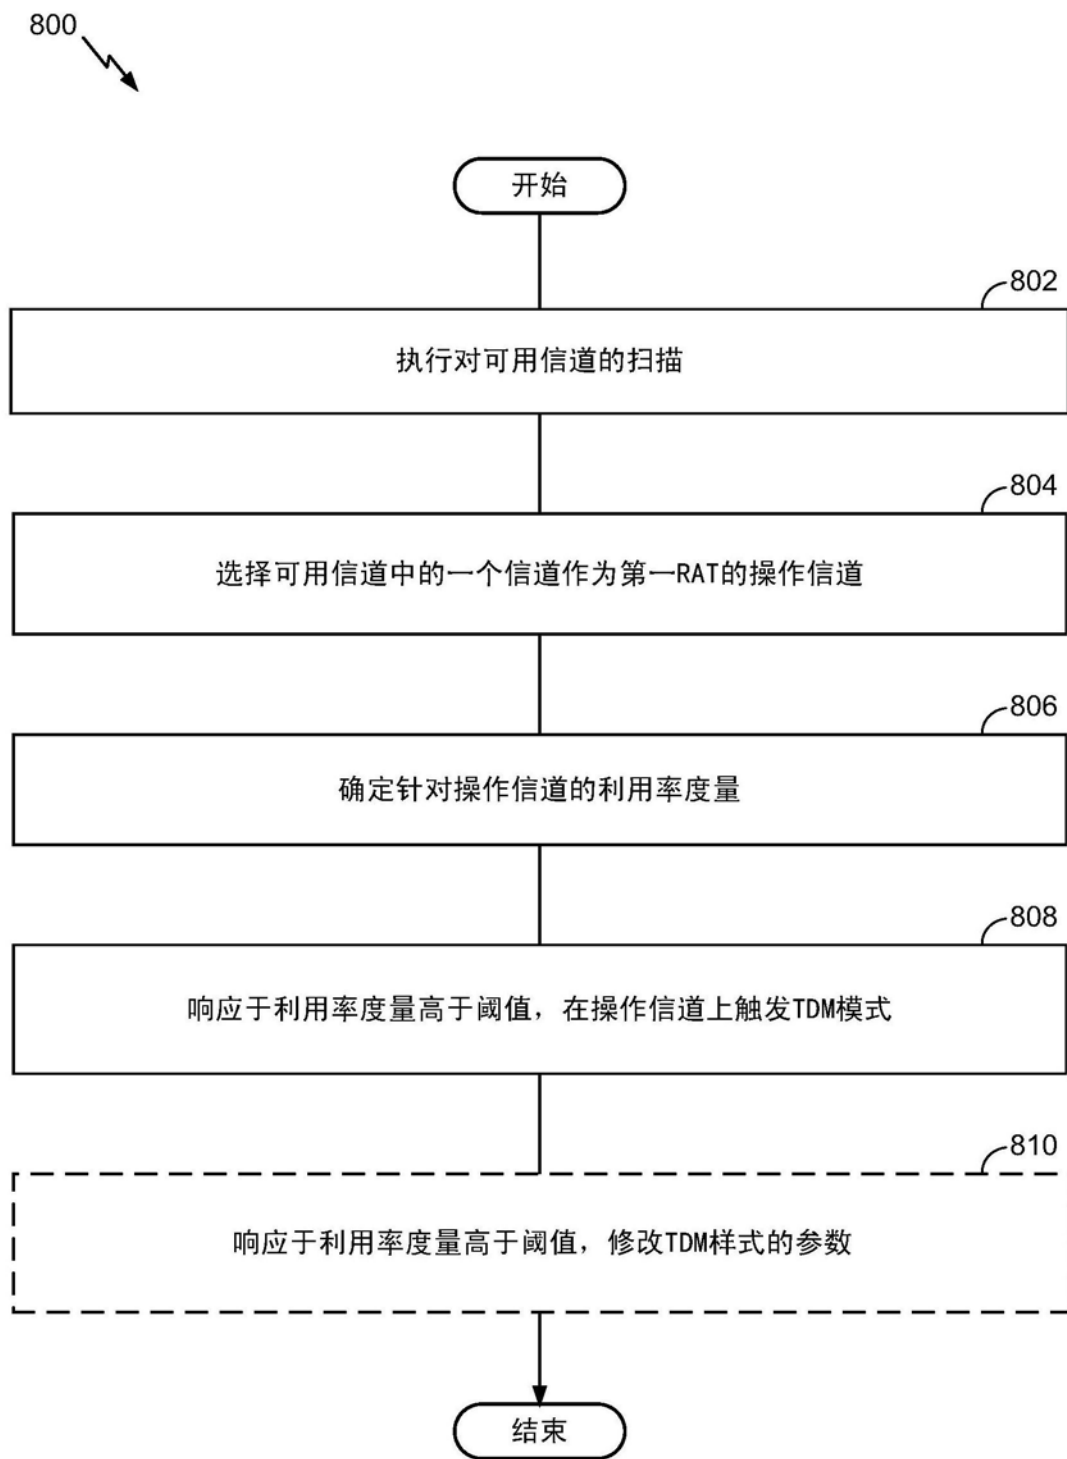 800
开始
802
执行对可用信道的扫描
804
选择可用信道中的一个信道作为第一RAT的操作信道
806
确定针对操作信道的利用率度量
808
响应于利用率度量高于阈值，在操作信道上触发TDM模式
810
响应于利用率度量高于阈值，修改TDM样式的参数
结束